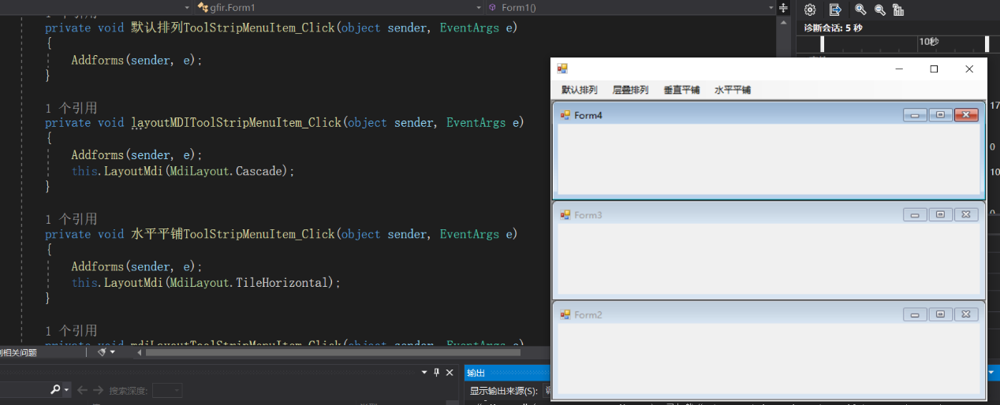 gfir.Form1 Form1()
1 个引用
private void 默认排列ToolStripMenuItem_Click(object sender, EventArgs e)
{
Addforms(sender, e);
}
1 个引用
private void layoutMDIToolStripMenuItem_Click(object sender, EventArgs e)
{
Addforms(sender, e);
this.LayoutMdi(MdiLayout.Cascade);
}
1 个引用
private void 水平平铺ToolStripMenuItem_Click(object sender, EventArgs e)
{
Addforms(sender, e);
this.LayoutMdi(MdiLayout.TileHorizontal);
}
1 个引用
private void mdiLayoutToolStripMenuItem_Click(object sender, EventArgs e)
相关问题
搜索深度:
诊断会话: 5 秒
10秒
默认排列 层叠排列 垂直平铺 水平平铺
Form4
Form3
Form2
17
0
10
0
输出
显示输出来源(S):